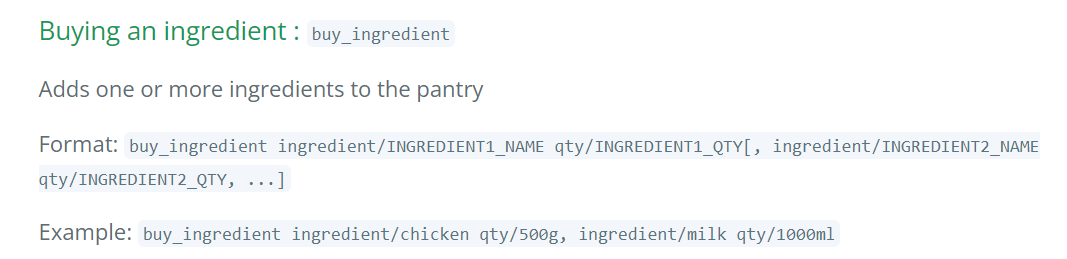 Buying an ingredient : buy_ingredient
Adds one or more ingredients to the pantry
Format: buy_ingredient ingredient/INGREDIENT1_NAME qty/INGREDIENT1_QTY[, ingredient/INGREDIENT2_NAME
qty/INGREDIENT2_QTY, ...]
Example: buy_ingredient ingredient/chicken qty/500g, ingredient/milk qty/1000ml